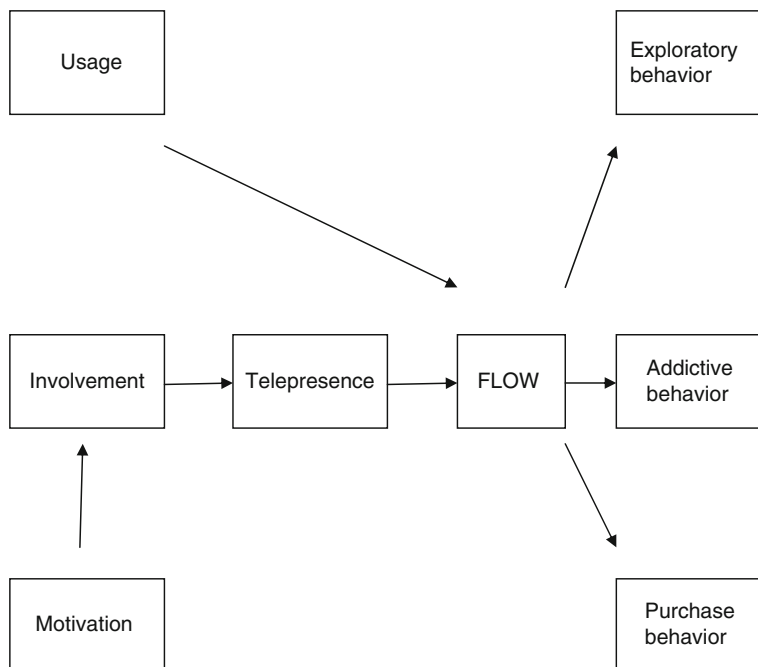 Usage
Exploratory
behavior
Involvement
Telepresence
FLOW
Addictive
behavior
Motivation
Purchase
behavior